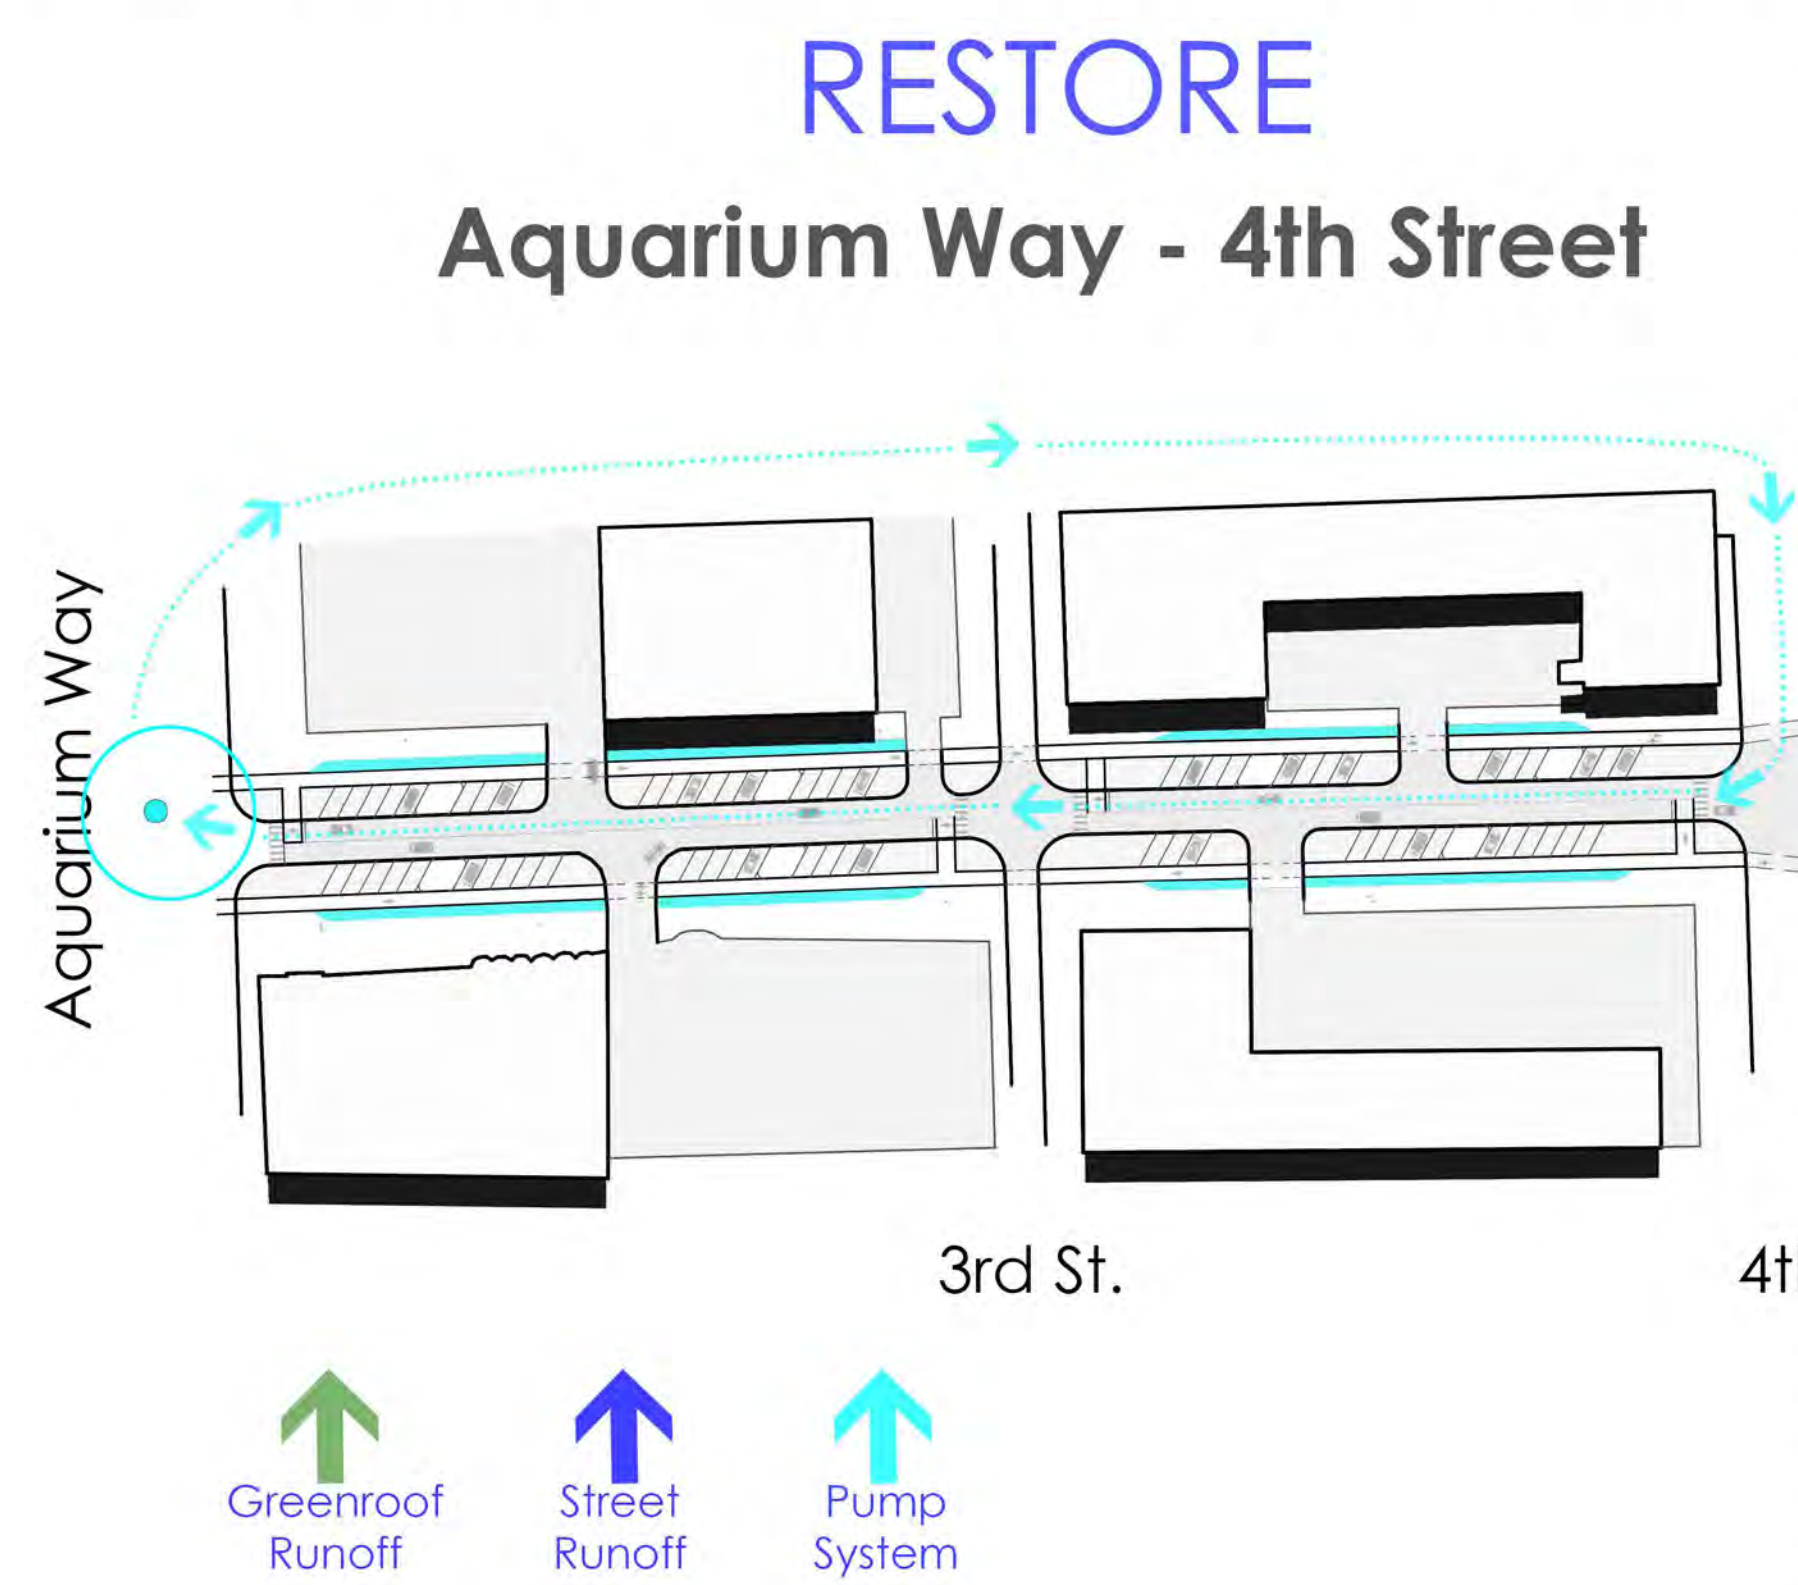 RESTORE
Aquarium Way - 4th Street
Aquarium Way
3rd St.
Greenroof
Runoff
Street
Runoff
Pump
System